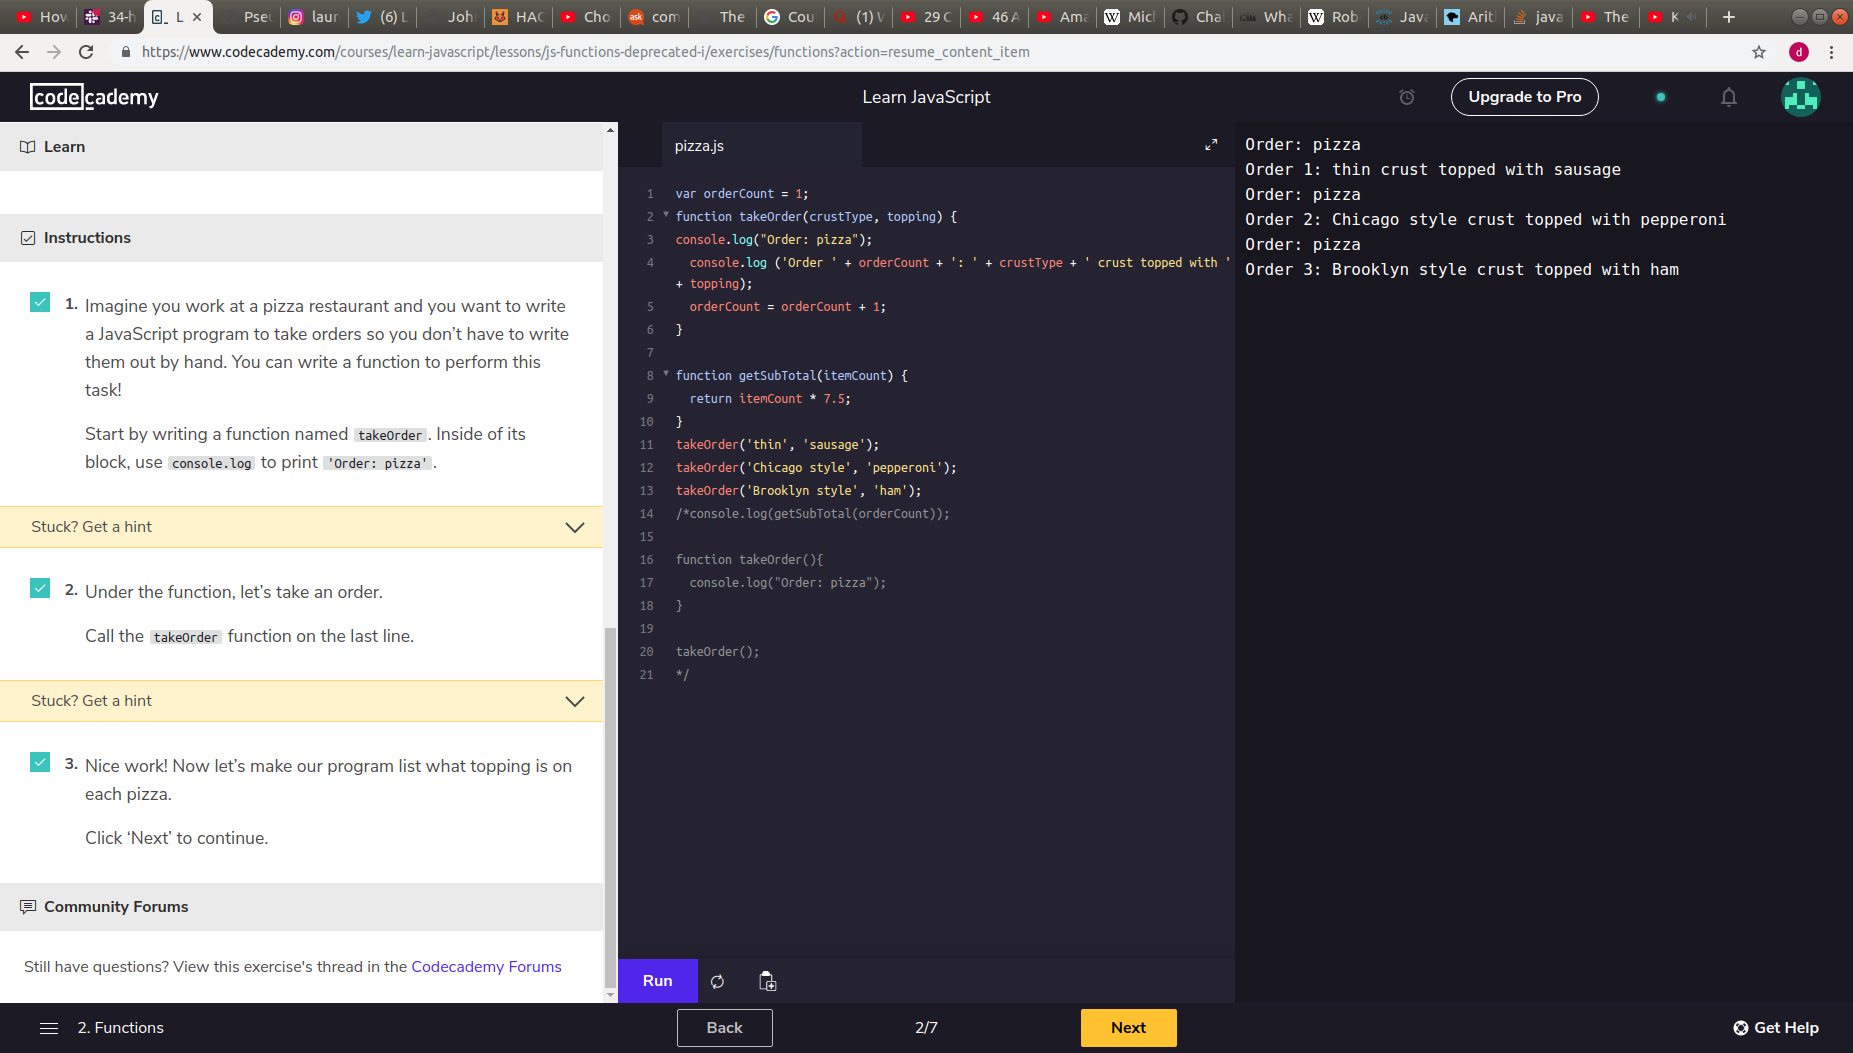 How
34-h
L
Pseu
laur
(6) L
Joh
HAC
Cho
com
The
Cou
(1) W
29 C
46 A
Ama
Mich
Cha
Wha
Rob
Java
Arit
java
The
K
https://www.codecademy.com/courses/learn-javascript/lessons/js-functions-deprecated-i/exercises/functions?action=resume_content_item
d
codecademy
Learn JavaScript
Upgrade to Pro
Learn
Instructions
1. Imagine you work at a pizza restaurant and you want to write
a JavaScript program to take orders so you don’t have to write
them out by hand. You can write a function to perform this
task!
Start by writing a function named takeOrder. Inside of its
block, use console.log to print 'Order: pizza'.
Stuck? Get a hint
2. Under the function, let’s take an order.
Call the takeOrder function on the last line.
Stuck? Get a hint
3. Nice work! Now let’s make our program list what topping is on
each pizza.
Click ‘Next’ to continue.
Community Forums
Still have questions? View this exercise's thread in the Codecademy Forums
pizza.js
1 var orderCount = 1;
2 function takeOrder(crustType, topping) {
3 console.log("Order: pizza");
4 console.log ('Order ' + orderCount + ': ' + crustType + ' crust topped with '
+ topping);
5 orderCount = orderCount + 1;
6 }
7
8 function getSubTotal(itemCount) {
9 return itemCount * 7.5;
10 }
11 takeOrder('thin', 'sausage');
12 takeOrder('Chicago style', 'pepperoni');
13 takeOrder('Brooklyn style', 'ham');
14 /*console.log(getSubTotal(orderCount));
15
16 function takeOrder(){
17 console.log("Order: pizza");
18 }
19
20 takeOrder();
21 */
Run
Order: pizza
Order 1: thin crust topped with sausage
Order: pizza
Order 2: Chicago style crust topped with pepperoni
Order: pizza
Order 3: Brooklyn style crust topped with ham
2. Functions
Back
2/7
Next
Get Help